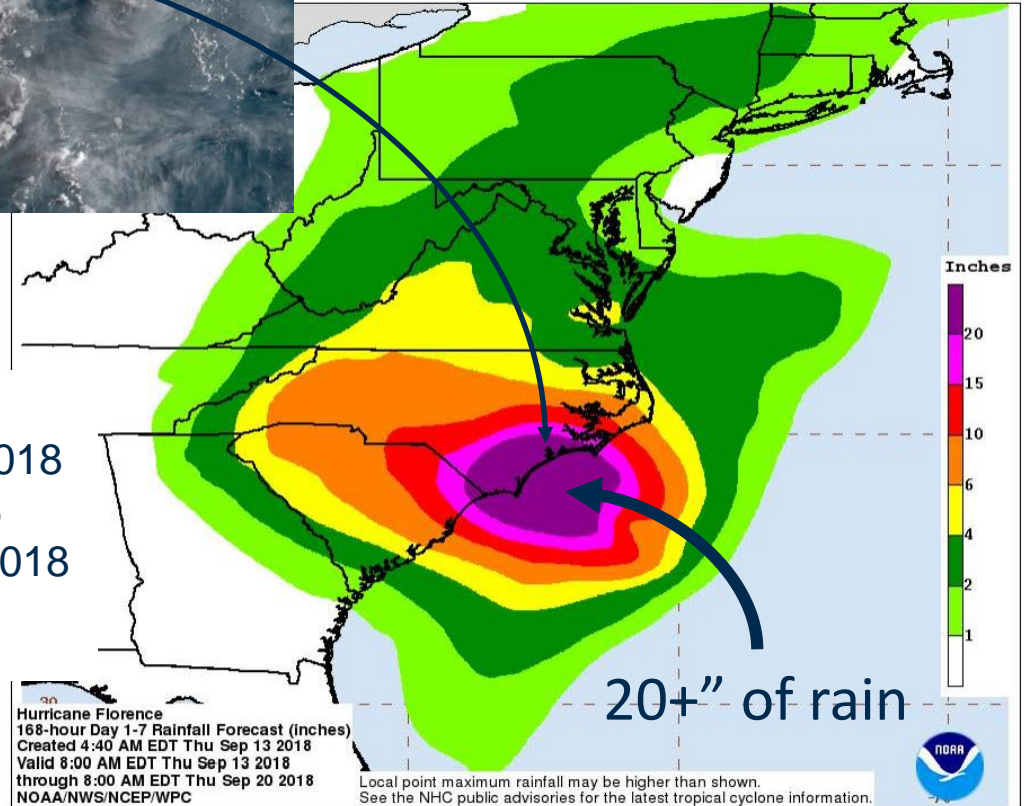 Inches
20
15
10
018
6
4
018
2
1
20+” of rain
30
Hurricane Florence
168-hour Day 1-7 Rainfall Forecast (inches)
Created 4:40 AM EDT Thu Sep 13 2018
Valid 8:00 AM EDT Thu Sep 13 2018
through 8:00 AM EDT Thu Sep 20 2018
NOAA/NWS/NCEP/WPC
Local point maximum rainfall may be higher than shown.
See the NHC public advisories for the latest tropical cyclone information.
NOAA